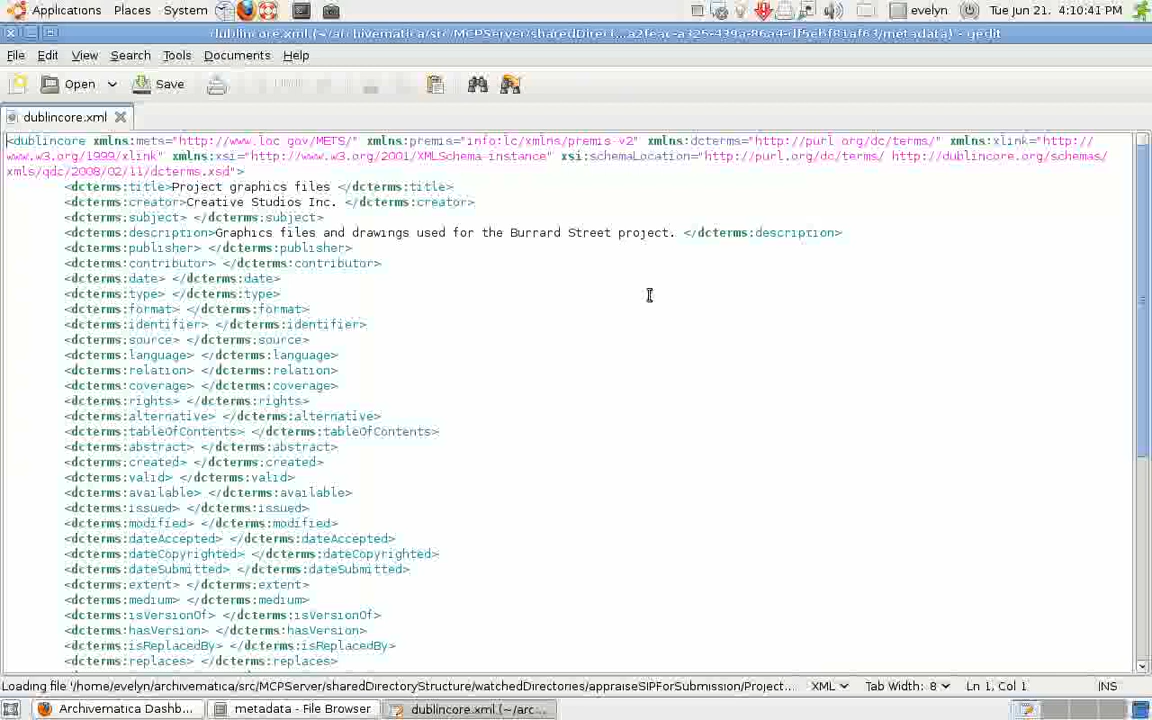 Applications Places System evelyn Tue Jun 21, 4:10:41 PM
File Edit View Search Tools Documents Help
Open Save
dublincore.xml
<dublincore xmlns:mets="http://www.loc.gov/METS/" xmlns:premis="info:lc/xmlns/premis-v2" xmlns:dcterms="http://purl.org/dc/terms/" xmlns:xlink="http://
www.w3.org/1999/xlink" xmlns:xsi="http://www.w3.org/2001/XMLSchema-instance" xsi:schemaLocation="http://purl.org/dc/terms/ http://dublincore.org/schemas/
xmls/qdc/2008/02/11/dcterms.xsd">
<dcterms:title>Project graphics files </dcterms:title>
<dcterms:creator>Creative Studios Inc. </dcterms:creator>
<dcterms:subject> </dcterms:subject>
<dcterms:description>Graphics files and drawings used for the Burrard Street project. </dcterms:description>
<dcterms:publisher> </dcterms:publisher>
<dcterms:contributor> </dcterms:contributor>
<dcterms:date> </dcterms:date>
<dcterms:type> </dcterms:type>
<dcterms:format> </dcterms:format>
<dcterms:identifier> </dcterms:identifier>
<dcterms:source> </dcterms:source>
<dcterms:language> </dcterms:language>
<dcterms:relation> </dcterms:relation>
<dcterms:coverage> </dcterms:coverage>
<dcterms:rights> </dcterms:rights>
<dcterms:alternative> </dcterms:alternative>
<dcterms:tableOfContents> </dcterms:tableOfContents>
<dcterms:abstract> </dcterms:abstract>
<dcterms:created> </dcterms:created>
<dcterms:valid> </dcterms:valid>
<dcterms:available> </dcterms:available>
<dcterms:issued> </dcterms:issued>
<dcterms:modified> </dcterms:modified>
<dcterms:dateAccepted> </dcterms:dateAccepted>
<dcterms:dateCopyrighted> </dcterms:dateCopyrighted>
<dcterms:dateSubmitted> </dcterms:dateSubmitted>
<dcterms:extent> </dcterms:extent>
<dcterms:medium> </dcterms:medium>
<dcterms:isVersionOf> </dcterms:isVersionOf>
<dcterms:hasVersion> </dcterms:hasVersion>
<dcterms:isReplacedBy> </dcterms:isReplacedBy>
<dcterms:replaces> </dcterms:replaces>
Loading file '/home/evelyn/archivematica/src/MCPServer/sharedDirectoryStructure/watchedDirectories/appraiseSIPForSubmission/Project... XML Tab Width: 8 Ln 1, Col 1 INS
Archivematica Dashb... metadata - File Browser dublincore.xml (~/arc...